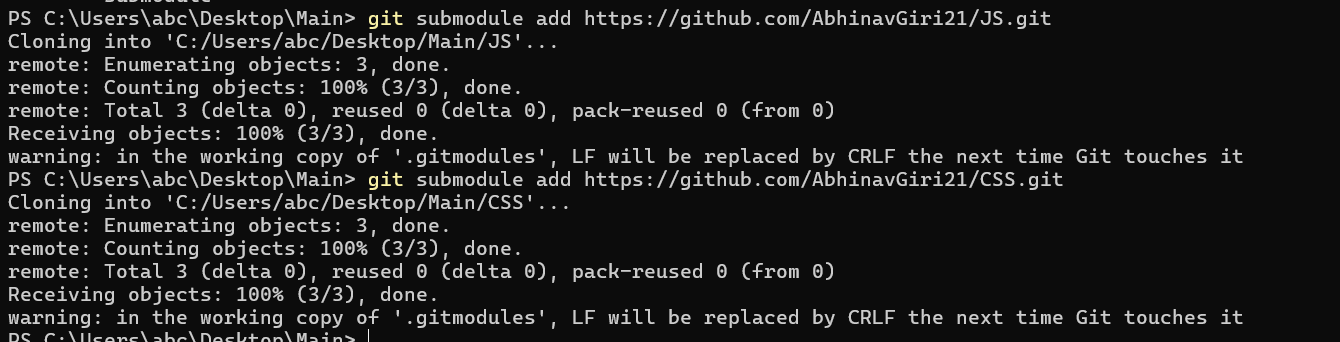 Submodule
PS C:\Users\abc\Desktop\Main> git submodule add https://github.com/AbhinavGiri21/JS.git
Cloning into 'C:/Users/abc/Desktop/Main/JS'...
remote: Enumerating objects: 3, done.
remote: Counting objects: 100% (3/3), done.
remote: Total 3 (delta 0), reused 0 (delta 0), pack-reused 0 (from 0)
Receiving objects: 100% (3/3), done.
warning: in the working copy of '.gitmodules', LF will be replaced by CRLF the next time Git touches it
PS C:\Users\abc\Desktop\Main> git submodule add https://github.com/AbhinavGiri21/CSS.git
Cloning into 'C:/Users/abc/Desktop/Main/CSS'...
remote: Enumerating objects: 3, done.
remote: Counting objects: 100% (3/3), done.
remote: Total 3 (delta 0), reused 0 (delta 0), pack-reused 0 (from 0)
Receiving objects: 100% (3/3), done.
warning: in the working copy of '.gitmodules', LF will be replaced by CRLF the next time Git touches it
PS C:\Users\abc\Desktop\Main>